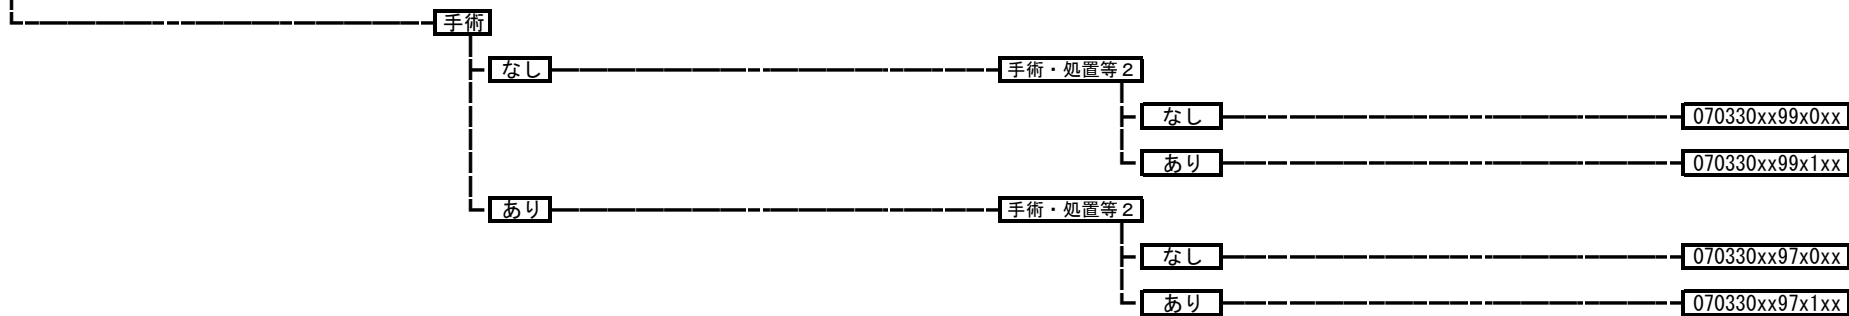 手術
なし 手術・処置等２
なし 070330xx99x0xx
あり 070330xx99x1xx
あり 手術・処置等２
なし 070330xx97x0xx
あり 070330xx97x1xx